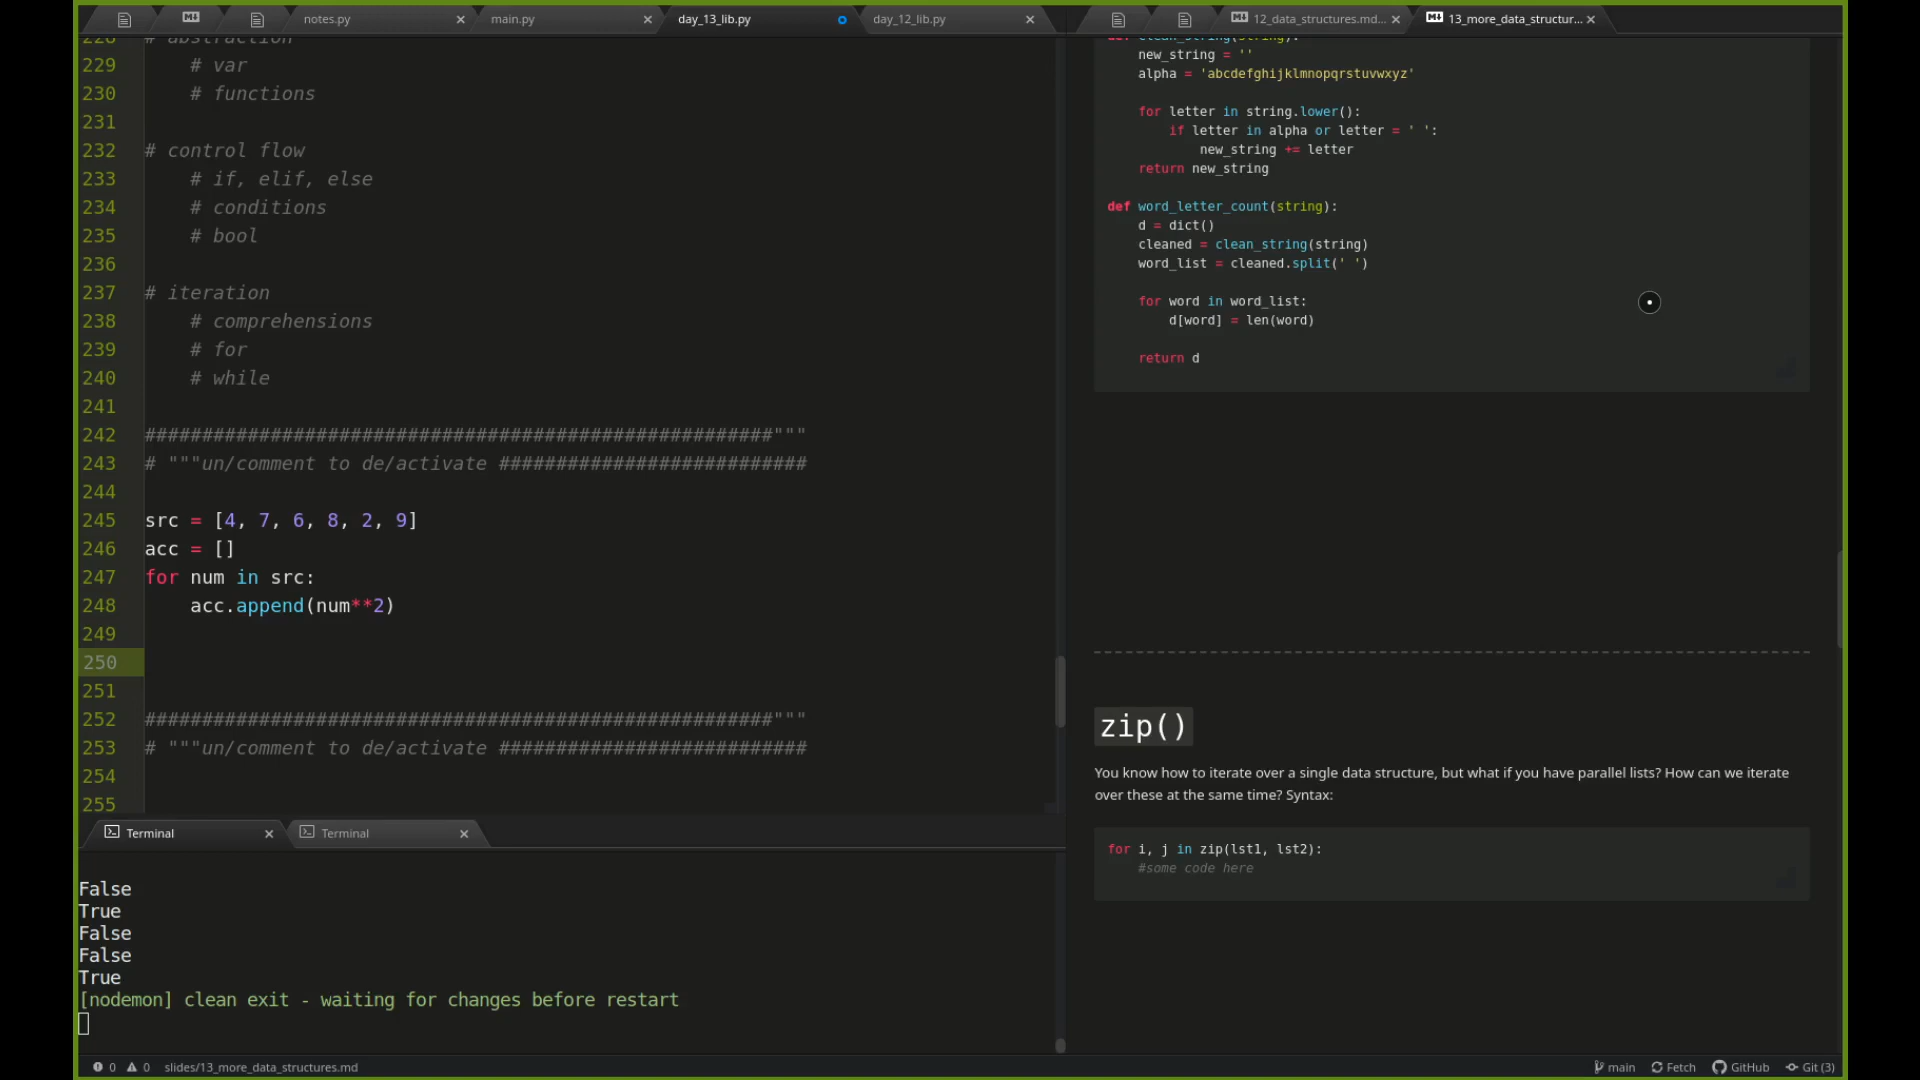 notes.py
main.py
day_13_lib.py
day_12_lib.py
12_data_structures.md...
13_more_data_structur...
228 # abstraction
229     # var
230     # functions
231
232 # control flow
233     # if, elif, else
234     # conditions
235     # bool
236
237 # iteration
238     # comprehensions
239     # for
240     # while
241
242 #######################################################"""
243 # """un/comment to de/activate ###########################
244
245 src = [4, 7, 6, 8, 2, 9]
246 acc = []
247 for num in src:
248     acc.append(num**2)
249
250
251
252 #######################################################"""
253 # """un/comment to de/activate ###########################
254
255
Terminal
Terminal
False
True
False
False
True
[nodemon] clean exit - waiting for changes before restart
def clean_string(string):
    new_string = ''
    alpha = 'abcdefghijklmnopqrstuvwxyz'
    for letter in string.lower():
        if letter in alpha or letter = ' ':
            new_string += letter
    return new_string
def word_letter_count(string):
    d = dict()
    cleaned = clean_string(string)
    word_list = cleaned.split(' ')
    for word in word_list:
        d[word] = len(word)
    return d
zip()
You know how to iterate over a single data structure, but what if you have parallel lists? How can we iterate
over these at the same time? Syntax:
for i, j in zip(lst1, lst2):
    #some code here
0 0 slides/13_more_data_structures.md
main Fetch GitHub Git (3)